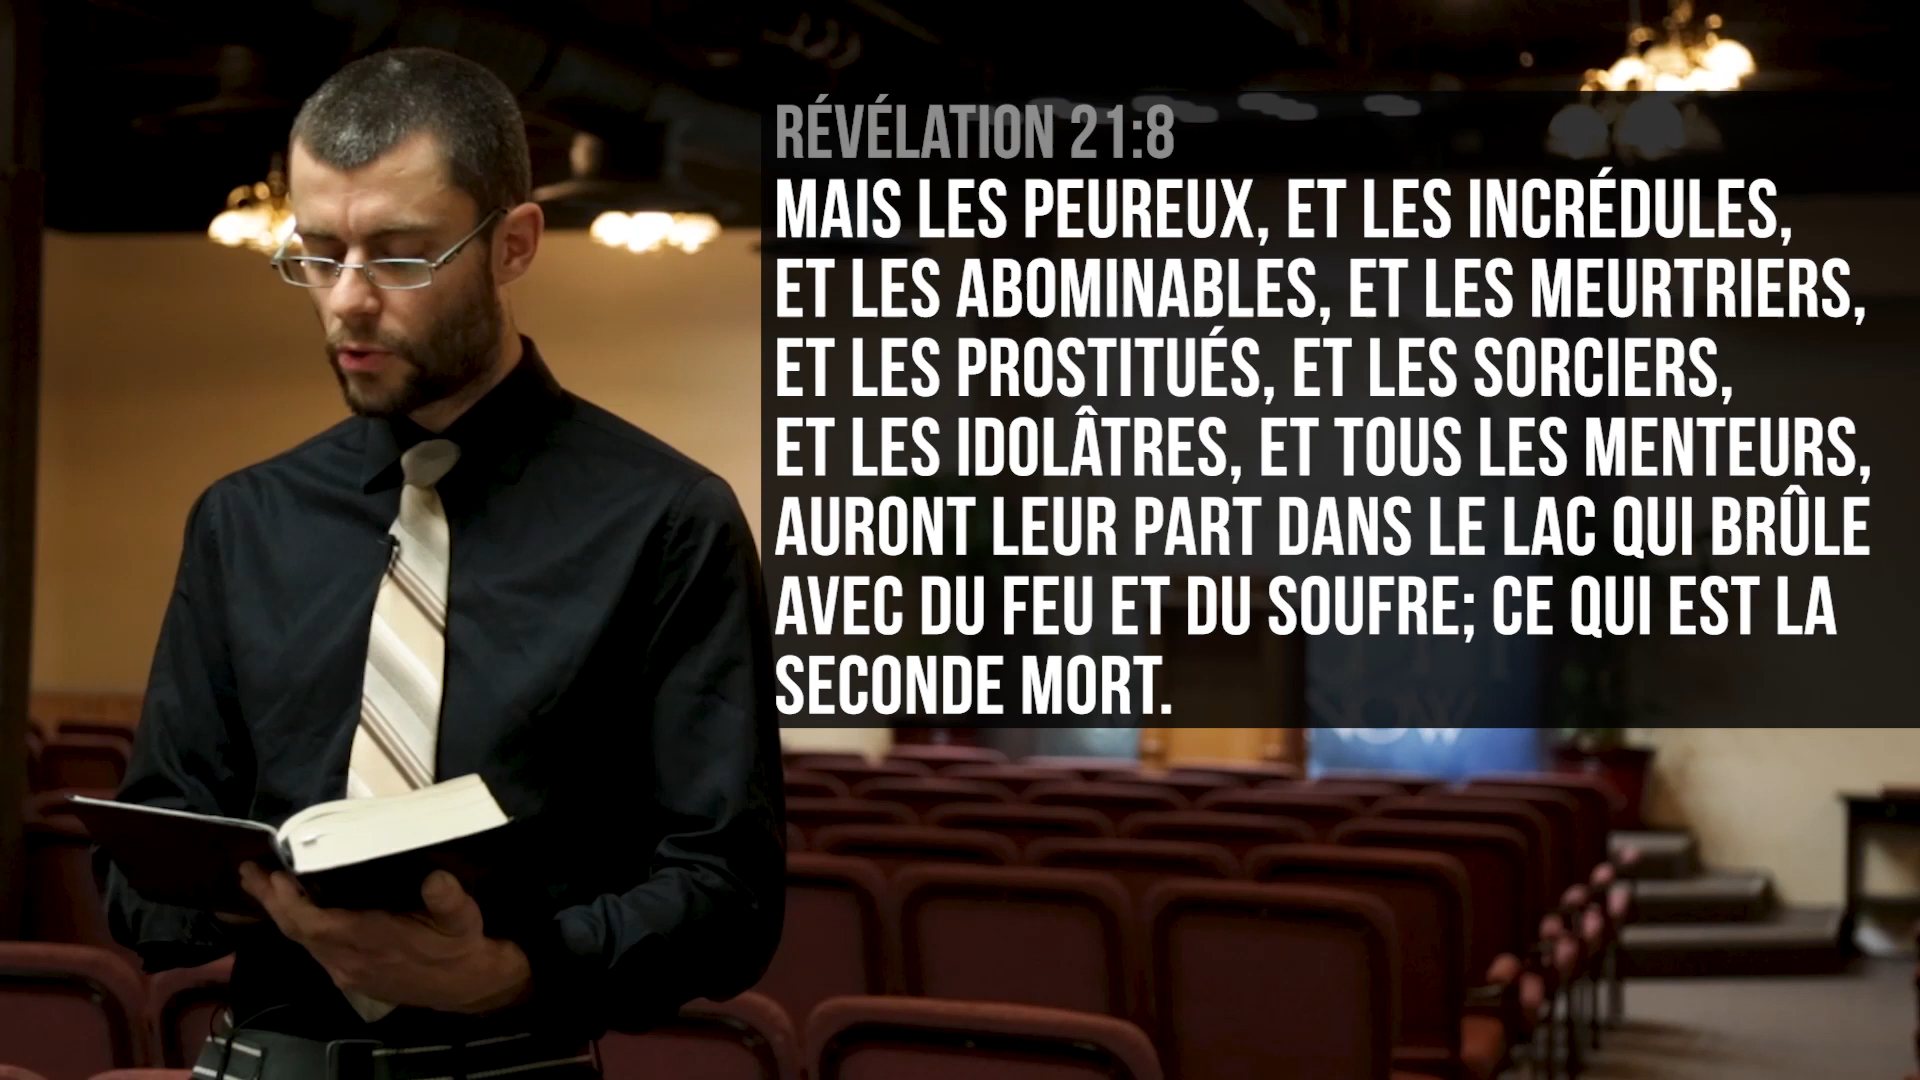 RÉVÉLATION 21:8
MAIS LES PEUREUX, ET LES INCRÉDULES,
ET LES ABOMINABLES, ET LES MEURTRIERS,
ET LES PROSTITUÉS, ET LES SORCIERS,
ET LES IDOLÂTRES, ET TOUS LES MENTEURS,
AURONT LEUR PART DANS LE LAC QUI BRÛLE
AVEC DU FEU ET DU SOUFRE; CE QUI EST LA
SECONDE MORT.